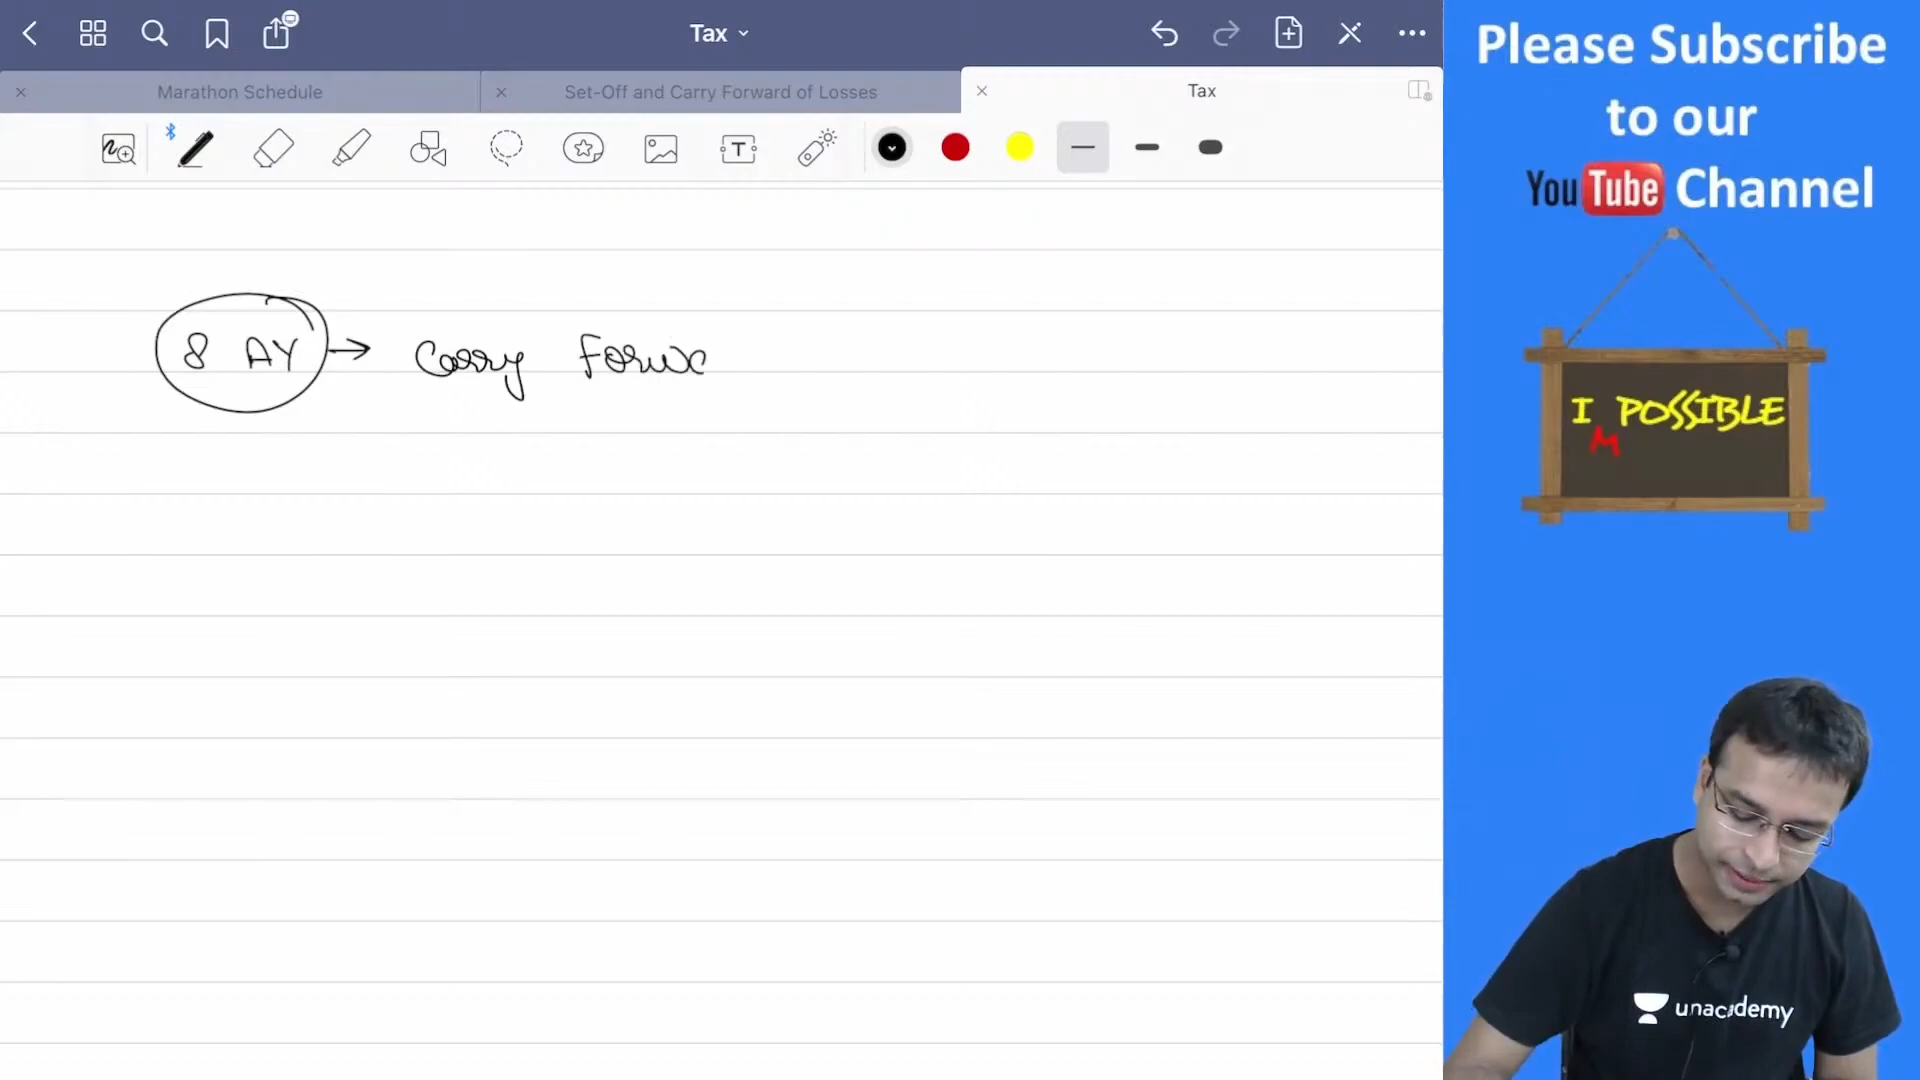 Tax
Marathon Schedule
Set-Off and Carry Forward of Losses
Tax
T
8 AY → Carry Forwa
Please Subscribe
to our
YouTube Channel
I POSSIBLE
M
unacademy